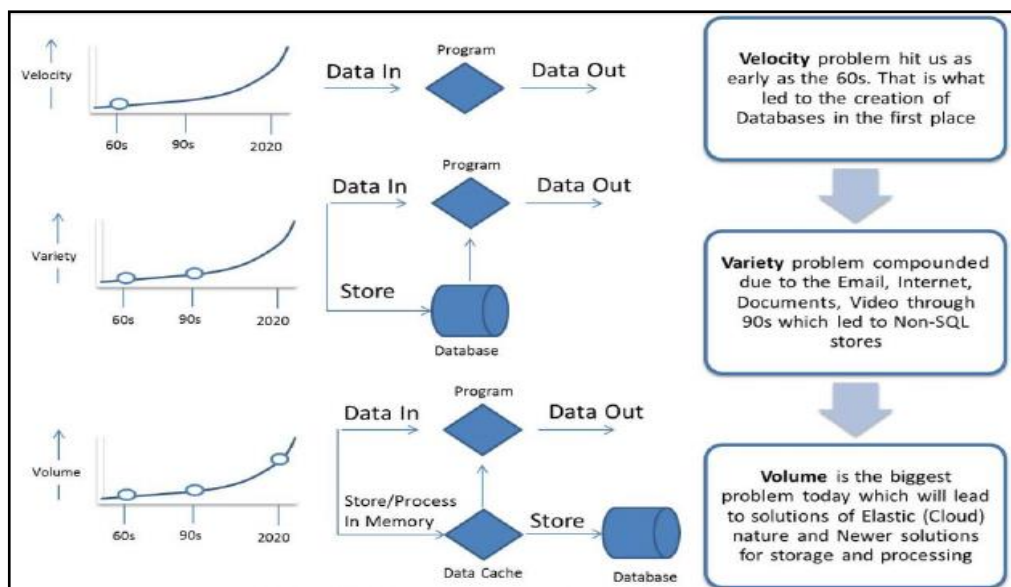 Velocity
60s
90s
2020
Data In
Program
Data Out
Velocity problem hit us as
early as the 60s. That is what
led to the creation of
Databases in the first place
Variety
60s
90s
2020
Data In
Program
Data Out
Store
Database
Variety problem compounded
due to the Email, Internet,
Documents, Video through
90s which led to Non-SQL
stores
Volume
60s
90s
2020
Data In
Program
Data Out
Store/Process
In Memory
Data Cache
Store
Database
Volume is the biggest
problem today which will lead
to solutions of Elastic (Cloud)
nature and Newer solutions
for storage and processing